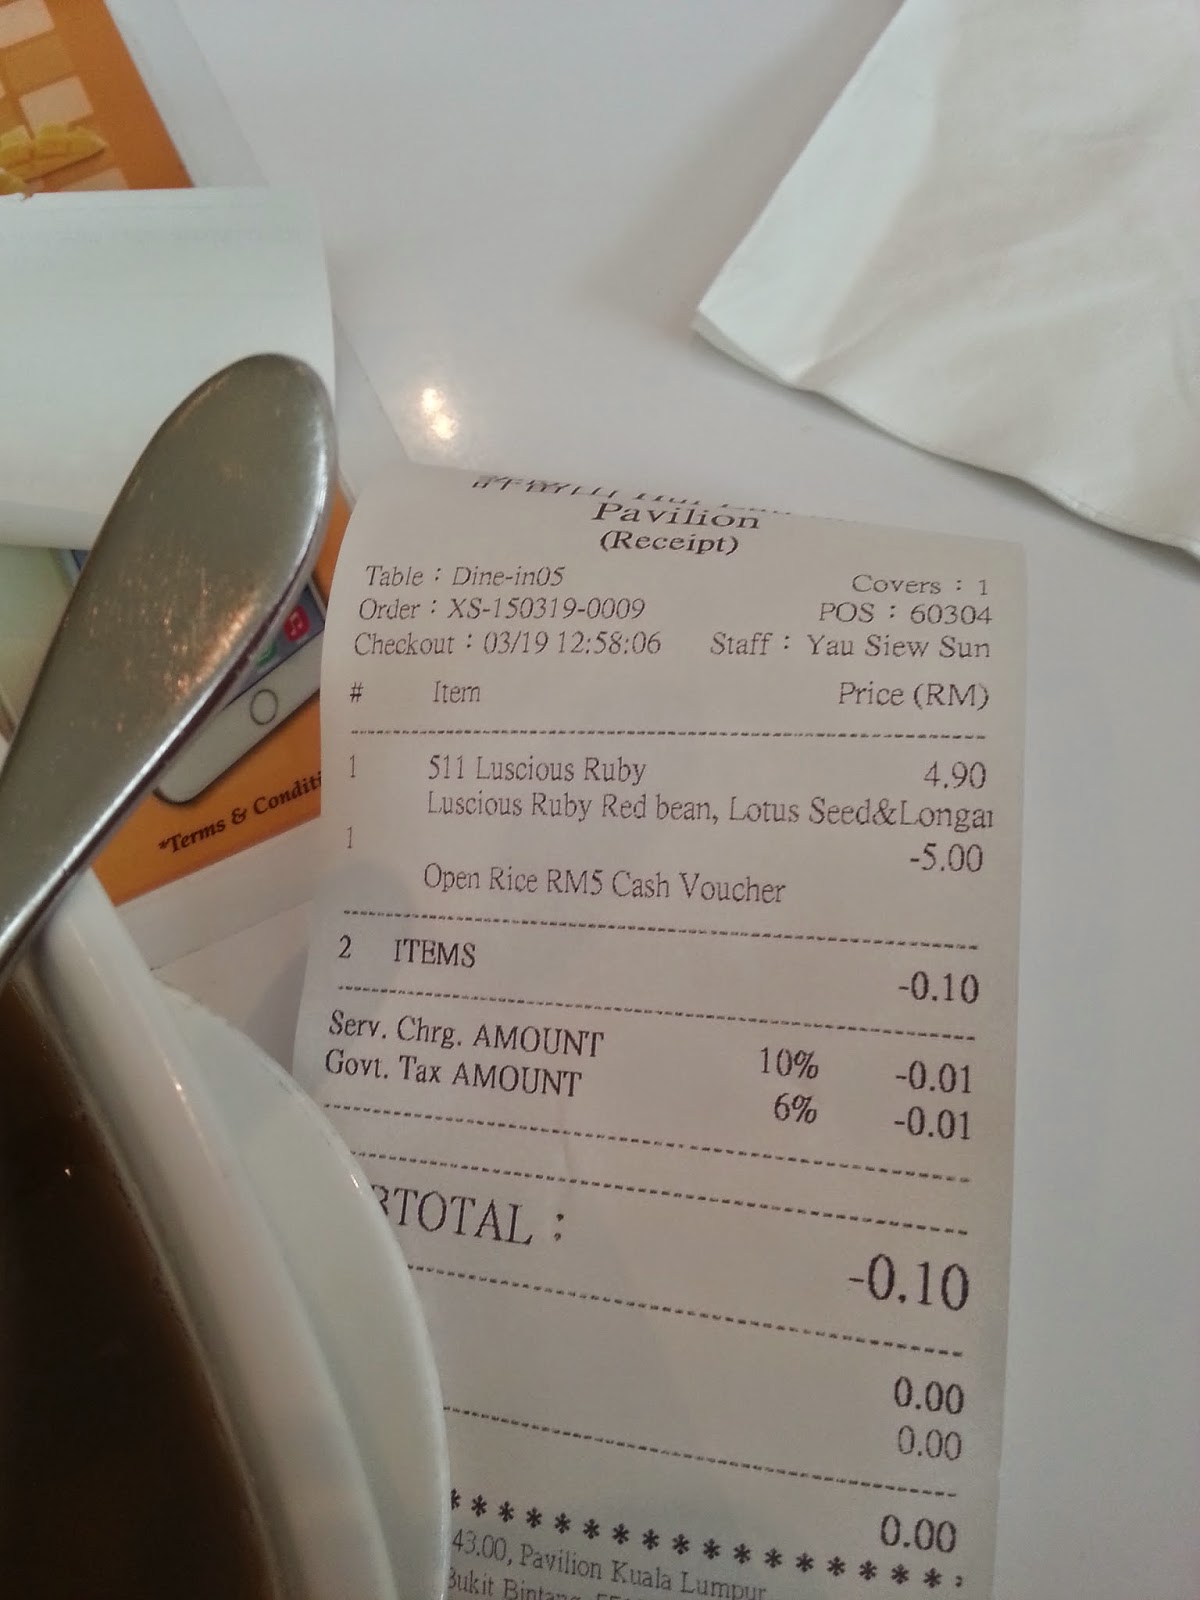 Pavilion
(Receipt)
Table : Dine-in05 Covers : 1
Order : XS-150319-0009 POS : 60304
Checkout : 03/19 12:58:06 Staff : Yau Siew Sun
# Item Price (RM)
1 511 Luscious Ruby 4.90
Luscious Ruby Red bean, Lotus Seed&Longan
1 -5.00
Open Rice RM5 Cash Voucher
2 ITEMS -0.10
Serv. Chrg. AMOUNT 10% -0.01
Govt. Tax AMOUNT 6% -0.01
BTOTAL : -0.10
0.00
0.00
0.00
* * * * * * * * * * * * * * * * * *
43.00, Pavilion Kuala Lumpur
Bukit Bintang,
*Terms & Conditi